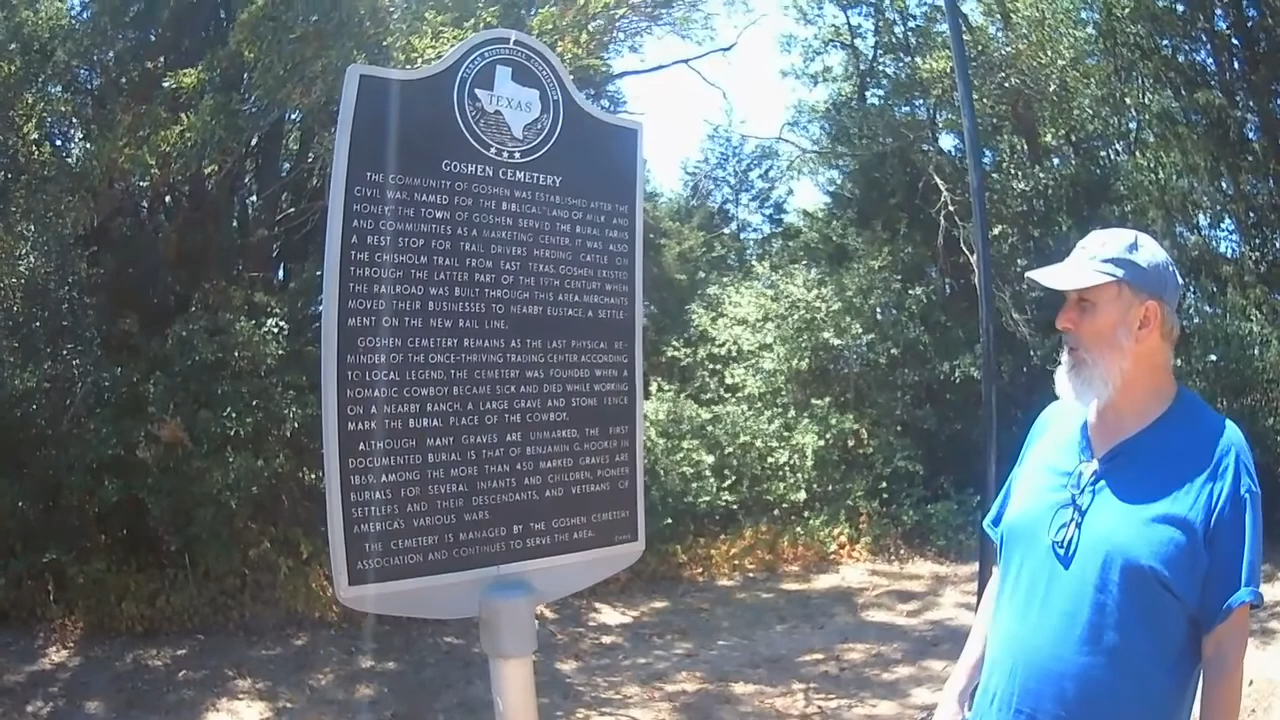 TEXAS HISTORICAL COMMISSION
TEXAS
GOSHEN CEMETERY
THE COMMUNITY OF GOSHEN WAS ESTABLISHED AFTER THE
CIVIL WAR. NAMED FOR THE BIBLICAL "LAND OF MILK AND
HONEY," THE TOWN OF GOSHEN SERVED THE RURAL FARMS
AND COMMUNITIES AS A MARKETING CENTER. IT WAS ALSO
A REST STOP FOR TRAIL DRIVERS HERDING CATTLE ON
THE CHISHOLM TRAIL FROM EAST TEXAS. GOSHEN EXISTED
THROUGH THE LATTER PART OF THE 19TH CENTURY WHEN
THE RAILROAD WAS BUILT THROUGH THIS AREA. MERCHANTS
MOVED THEIR BUSINESSES TO NEARBY EUSTACE, A SETTLE-
MENT ON THE NEW RAIL LINE.
GOSHEN CEMETERY REMAINS AS THE LAST PHYSICAL RE-
MINDER OF THE ONCE-THRIVING TRADING CENTER. ACCORDING
TO LOCAL LEGEND, THE CEMETERY WAS FOUNDED WHEN A
NOMADIC COWBOY BECAME SICK AND DIED WHILE WORKING
ON A NEARBY RANCH. A LARGE GRAVE AND STONE FENCE
MARK THE BURIAL PLACE OF THE COWBOY.
ALTHOUGH MANY GRAVES ARE UNMARKED, THE FIRST
DOCUMENTED BURIAL IS THAT OF BENJAMIN G. HOOKER IN
1869. AMONG THE MORE THAN 450 MARKED GRAVES ARE
BURIALS FOR SEVERAL INFANTS AND CHILDREN, PIONEER
SETTLERS AND THEIR DESCENDANTS, AND VETERANS OF
AMERICA'S VARIOUS WARS.
THE CEMETERY IS MANAGED BY THE GOSHEN CEMETERY
ASSOCIATION AND CONTINUES TO SERVE THE AREA.